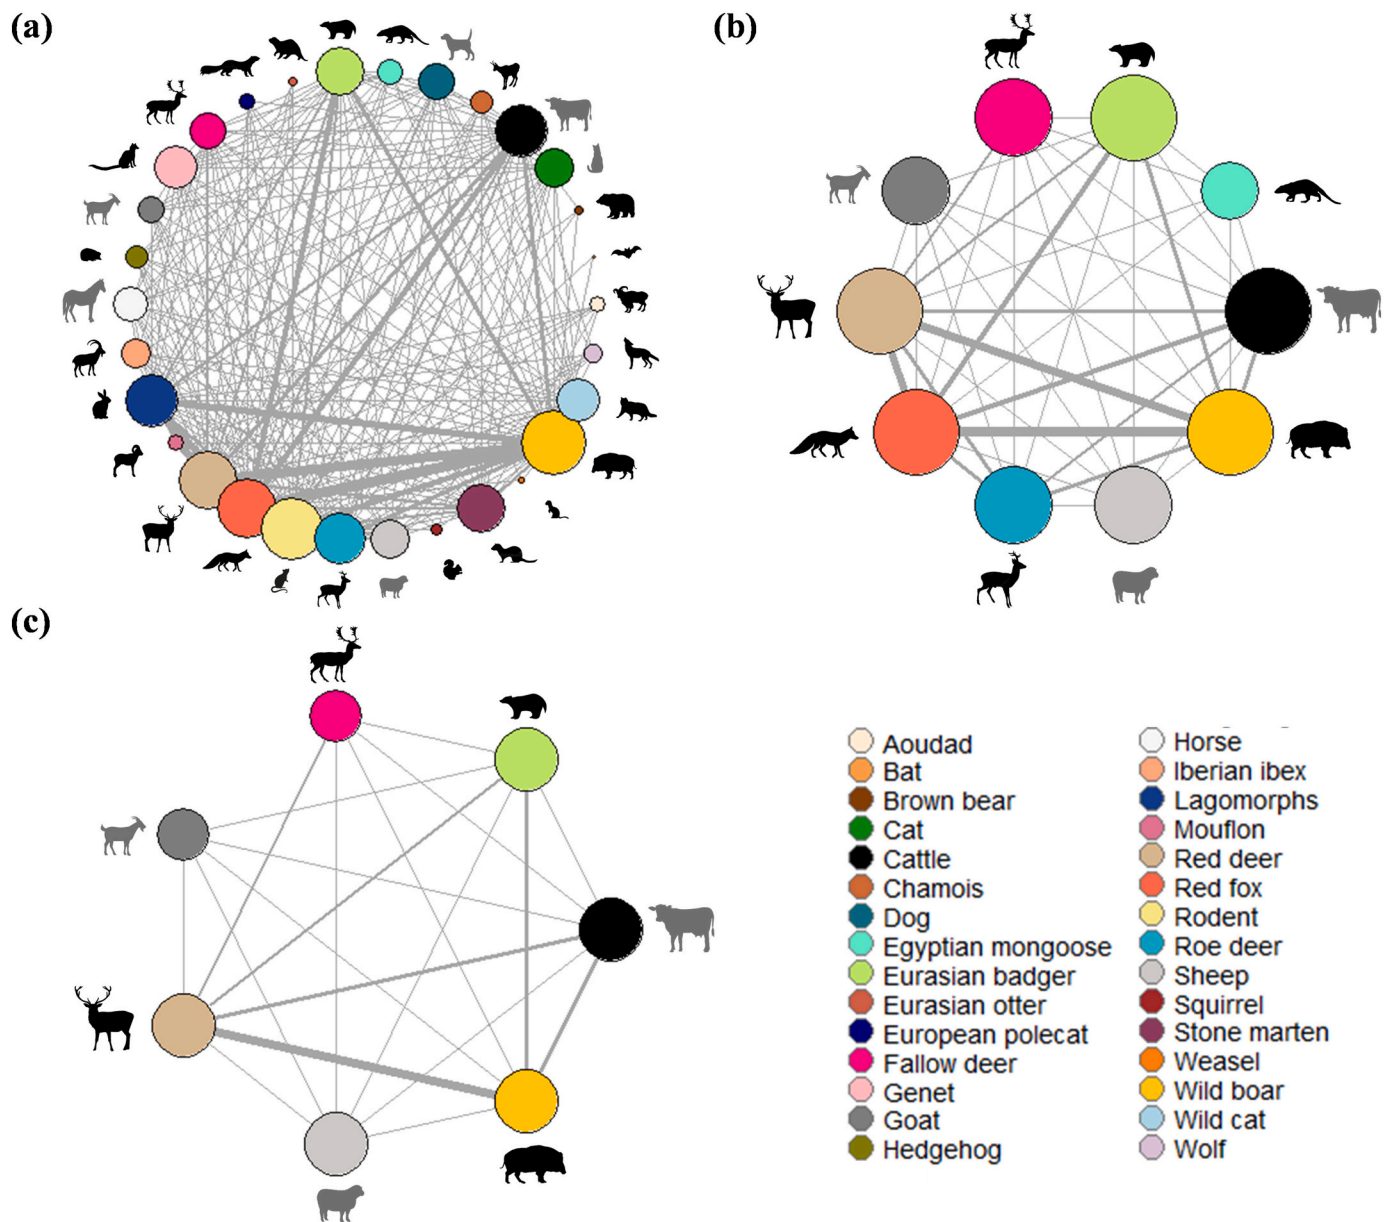 (a)
(b)
(c)
Aoudad
Bat
Brown bear
Cat
Cattle
Chamois
Dog
Egyptian mongoose
Eurasian badger
Eurasian otter
European polecat
Fallow deer
Genet
Goat
Hedgehog
Horse
Iberian ibex
Lagomorphs
Mouflon
Red deer
Red fox
Rodent
Roe deer
Sheep
Squirrel
Stone marten
Weasel
Wild boar
Wild cat
Wolf